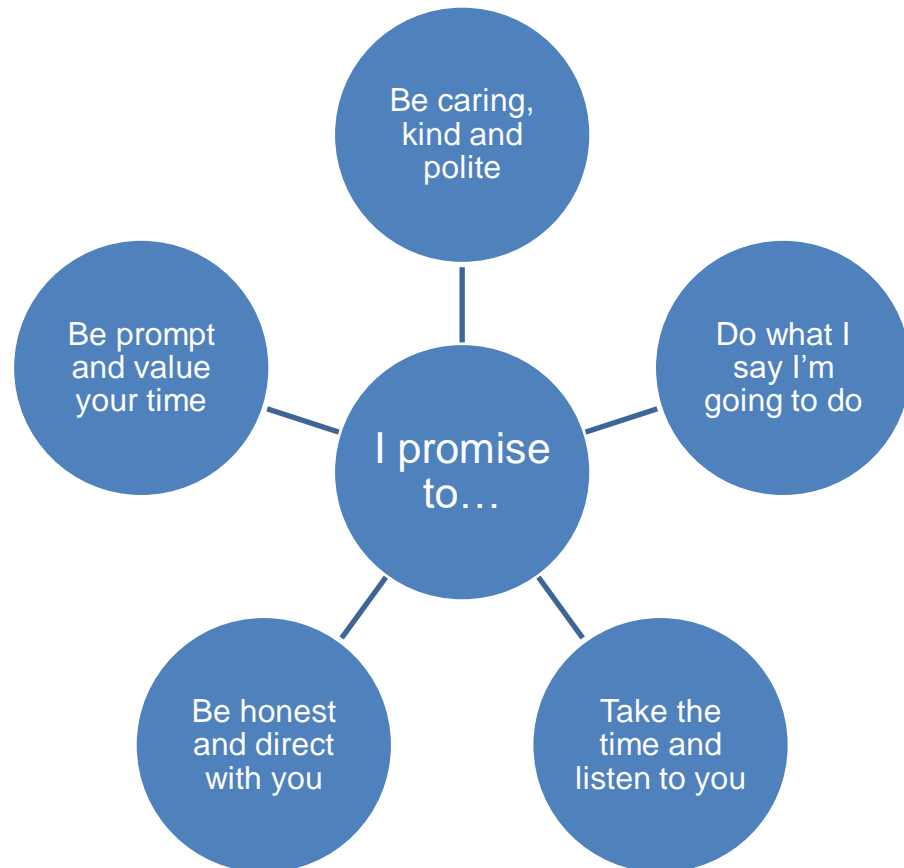 Be caring,
kind and
polite
Be prompt
and value
your time
Do what I
say I’m
going to do
I promise
to…
Be honest
and direct
with you
Take the
time and
listen to you